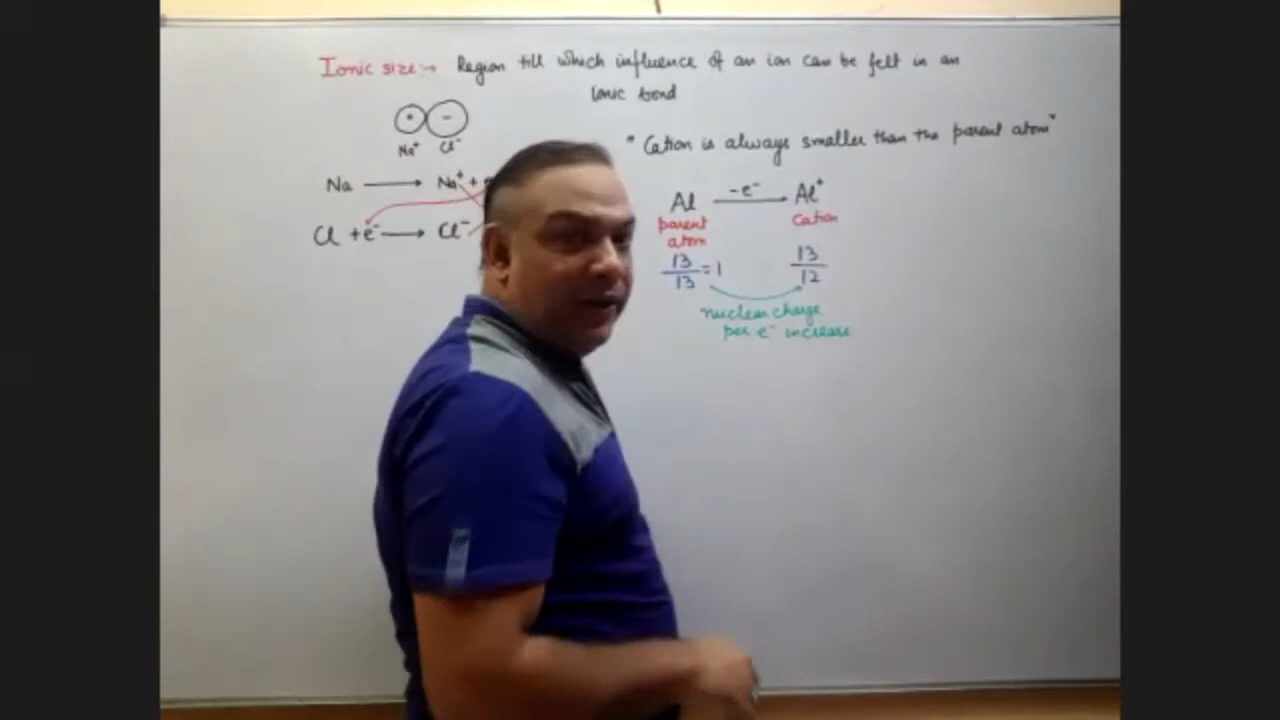 Ionic size:→ Region till which influence of an ion can be felt in an
Ionic bond
+ -
Na⁺ Cl⁻
"Cation is always smaller than the parent atom"
Na ⟶ Na⁺ +
Cl + e⁻ ⟶ Cl⁻
Al -e⁻ ⟶ Al⁺
parent atom
Cation
13/13 = 1
13/12
nuclear charge
per e⁻ increase